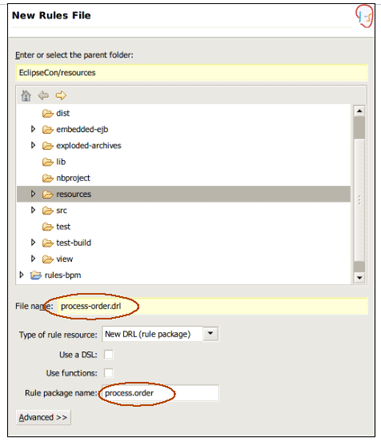 New Rules File
Enter or select the parent folder:
EclipseCon/resources
dist
embedded-ejb
exploded-archives
lib
nbproject
resources
src
test
test-build
view
rules-bpm
File name: process-order.drl
Type of rule resource: New DRL (rule package)
Use a DSL:
Use functions:
Rule package name: process.order
Advanced >>